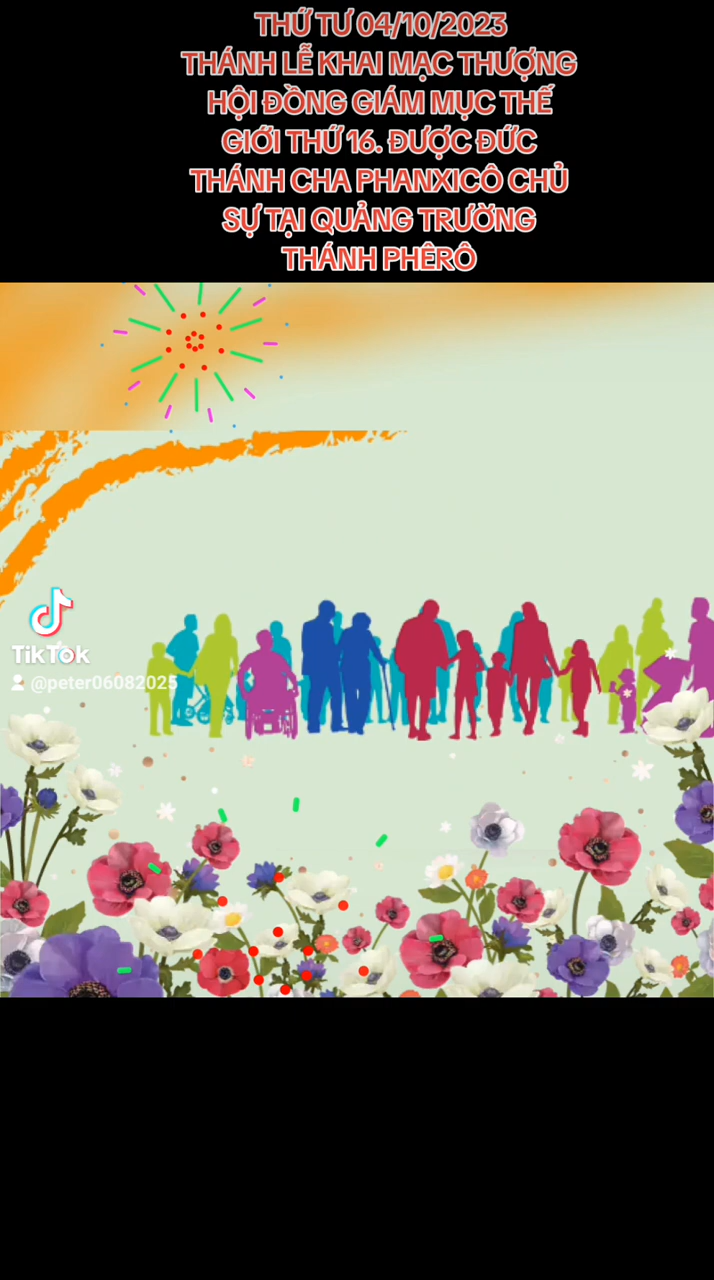 THỨ TƯ 04/10/2023
THÁNH LỄ KHAI MẠC THƯỢNG
HỘI ĐỒNG GIÁM MỤC THẾ
GIỚI THỨ 16. ĐƯỢC ĐỨC
THÁNH CHA PHANXICÔ CHỦ
SỰ TẠI QUẢNG TRƯỜNG
THÁNH PHÊRÔ
TikTok
@peter06082025